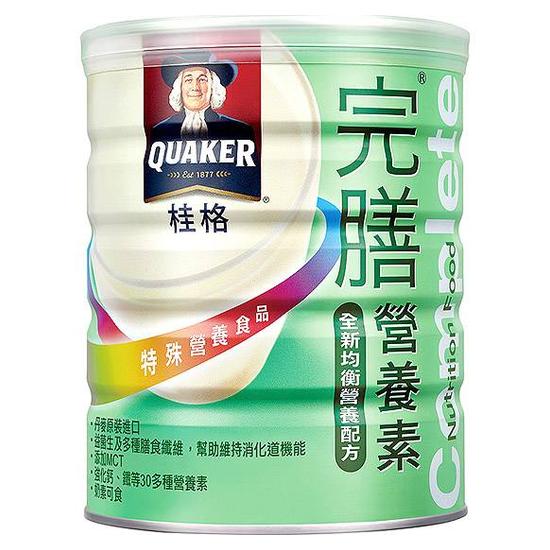 QUAKER
Est 1877
桂格®
特殊營養食品
完膳®
營養素
全新均衡營養配方
Complete
Nutrition Food
•丹麥原裝進口
•益菌生及多種膳食纖維，幫助維持消化道機能
•添加MCT
•強化鈣、鐵等30多種營養素
•奶素可食